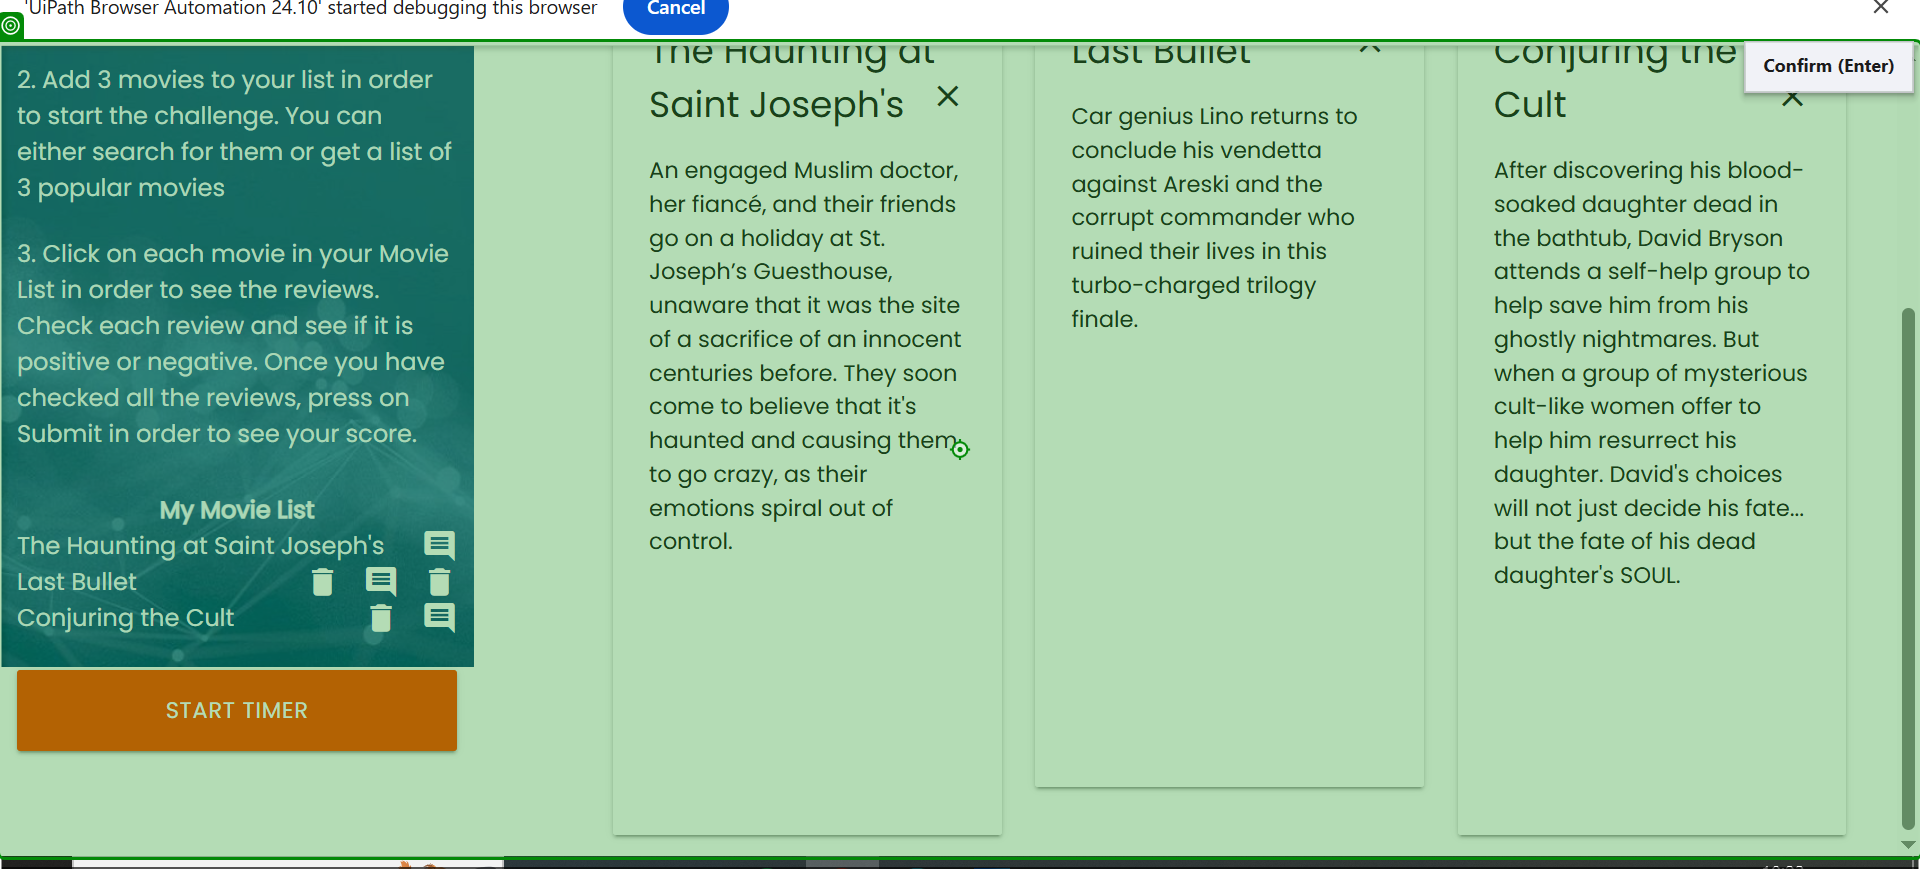 'UiPath Browser Automation 24.10' started debugging this browser
Cancel
Confirm (Enter)
2. Add 3 movies to your list in order
to start the challenge. You can
either search for them or get a list of
3 popular movies
3. Click on each movie in your Movie
List in order to see the reviews.
Check each review and see if it is
positive or negative. Once you have
checked all the reviews, press on
Submit in order to see your score.
My Movie List
The Haunting at Saint Joseph's
Last Bullet
Conjuring the Cult
START TIMER
The Haunting at
Saint Joseph's
An engaged Muslim doctor,
her fiancé, and their friends
go on a holiday at St.
Joseph’s Guesthouse,
unaware that it was the site
of a sacrifice of an innocent
centuries before. They soon
come to believe that it's
haunted and causing them
to go crazy, as their
emotions spiral out of
control.
Last Bullet
Car genius Lino returns to
conclude his vendetta
against Areski and the
corrupt commander who
ruined their lives in this
turbo-charged trilogy
finale.
Conjuring the
Cult
After discovering his blood-
soaked daughter dead in
the bathtub, David Bryson
attends a self-help group to
help save him from his
ghostly nightmares. But
when a group of mysterious
cult-like women offer to
help him resurrect his
daughter. David's choices
will not just decide his fate...
but the fate of his dead
daughter's SOUL.